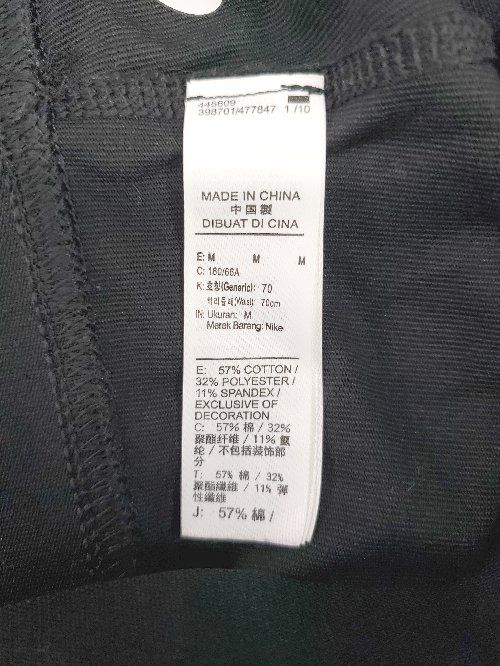 445609
398701/477847 1 /10
MADE IN CHINA
中 国 製
DIBUAT DI CINA
E: M M M
C: 160/66A
K: 호칭(Generic): 70
허리둘레(Waist): 70cm
IN: Ukuran: M
Merek Barang: Nike
E: 57% COTTON /
32% POLYESTER /
11% SPANDEX /
EXCLUSIVE OF
DECORATION
C: 57% 棉 / 32%
聚酯纤维 / 11% 氨
纶 / 不包括装饰部
分
T: 57% 棉 / 32%
聚酯纖維 / 11% 彈
性纖維
J: 57% 綿 /